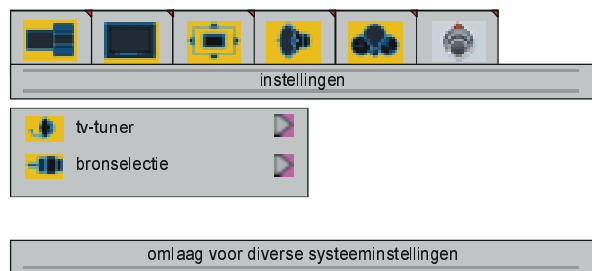 instellingen
tv-tuner
bronselectie
omlaag voor diverse systeeminstellingen